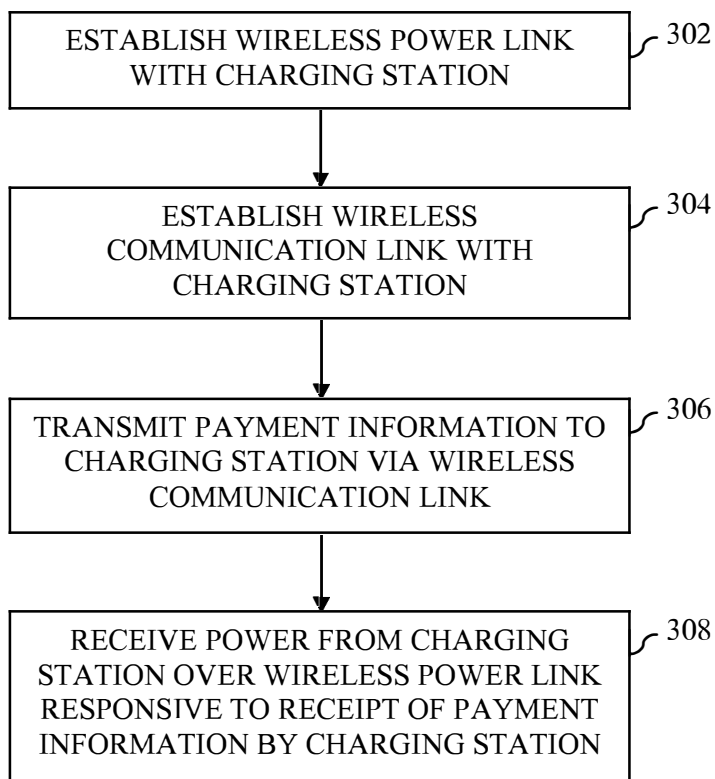 ESTABLISH WIRELESS POWER LINK
WITH CHARGING STATION
302
ESTABLISH WIRELESS
COMMUNICATION LINK WITH
CHARGING STATION
304
TRANSMIT PAYMENT INFORMATION TO
CHARGING STATION VIA WIRELESS
COMMUNICATION LINK
306
RECEIVE POWER FROM CHARGING
STATION OVER WIRELESS POWER LINK
RESPONSIVE TO RECEIPT OF PAYMENT
INFORMATION BY CHARGING STATION
308